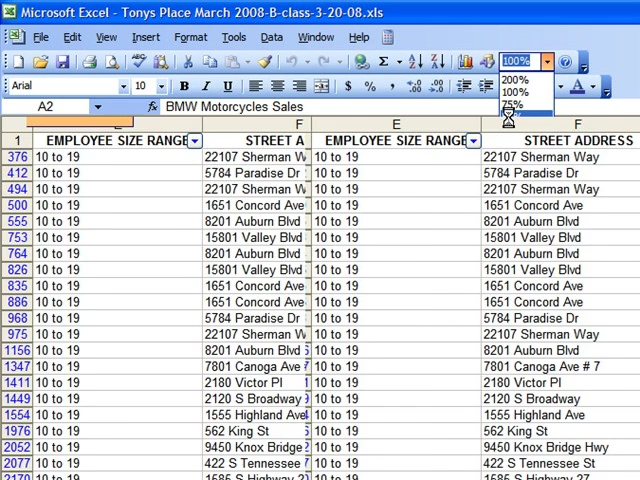 Microsoft Excel - Tonys Place March 2008-B-class-3-20-08.xls
File Edit View Insert Format Tools Data Window Help
100%
Arial 10 B I U $ % ,
200%
100%
75%
A2 fx BMW Motorcycles Sales
E F E F
1 EMPLOYEE SIZE RANGE STREET A EMPLOYEE SIZE RANGE STREET ADDRESS
376 10 to 19 22107 Sherman W 10 to 19 22107 Sherman Way
412 10 to 19 5784 Paradise Dr 10 to 19 5784 Paradise Dr
494 10 to 19 22107 Sherman W 10 to 19 22107 Sherman Way
500 10 to 19 1651 Concord Ave 10 to 19 1651 Concord Ave
555 10 to 19 8201 Auburn Blvd 10 to 19 8201 Auburn Blvd
753 10 to 19 15801 Valley Blvd 10 to 19 15801 Valley Blvd
764 10 to 19 8201 Auburn Blvd 10 to 19 8201 Auburn Blvd
826 10 to 19 15801 Valley Blvd 10 to 19 15801 Valley Blvd
835 10 to 19 1651 Concord Ave 10 to 19 1651 Concord Ave
886 10 to 19 1651 Concord Ave 10 to 19 1651 Concord Ave
968 10 to 19 5784 Paradise Dr 10 to 19 5784 Paradise Dr
975 10 to 19 22107 Sherman W 10 to 19 22107 Sherman Way
1156 10 to 19 8201 Auburn Blvd 10 to 19 8201 Auburn Blvd
1347 10 to 19 7801 Canoga Ave 10 to 19 7801 Canoga Ave # 7
1411 10 to 19 2180 Victor Pl 10 to 19 2180 Victor Pl
1449 10 to 19 2120 S Broadway 10 to 19 2120 S Broadway
1554 10 to 19 1555 Highland Ave 10 to 19 1555 Highland Ave
1976 10 to 19 562 King St 10 to 19 562 King St
2052 10 to 19 9450 Knox Bridge 10 to 19 9450 Knox Bridge Hwy
2077 10 to 19 422 S Tennessee 10 to 19 422 S Tennessee St
2170 10 to 19 1585 S Highway 2 10 to 19 1585 S Highway 27